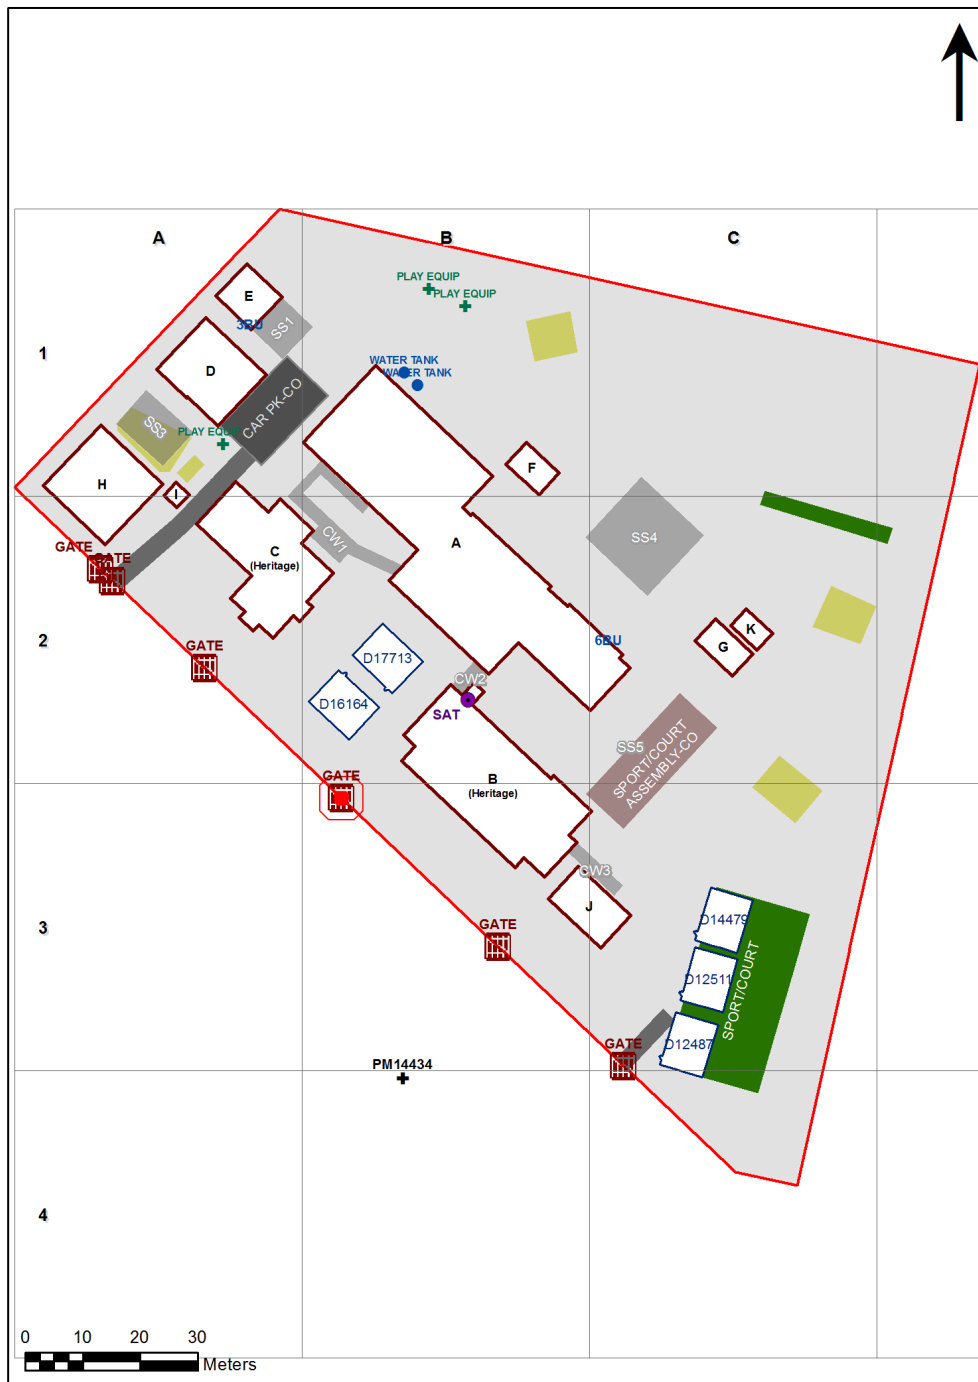 A
B
C
PLAY EQUIP
PLAY EQUIP
E
3BU
SS1
1
WATER TANK
WATER TANK
D
CAR PK-CO
SS3
PLAY EQUIP
F
H
I
CW1
SS4
A
C
(Heritage)
GATE
GATE
K
2
6BU
G
GATE
D17713
CW2
D16164
SAT
SS5
SPORT/COURT
ASSEMBLY-CO
GATE
B
(Heritage)
CW3
J
D14479
GATE
3
D12511
SPORT/COURT
GATE
D12487
PM14434
4
0 10 20 30
Meters